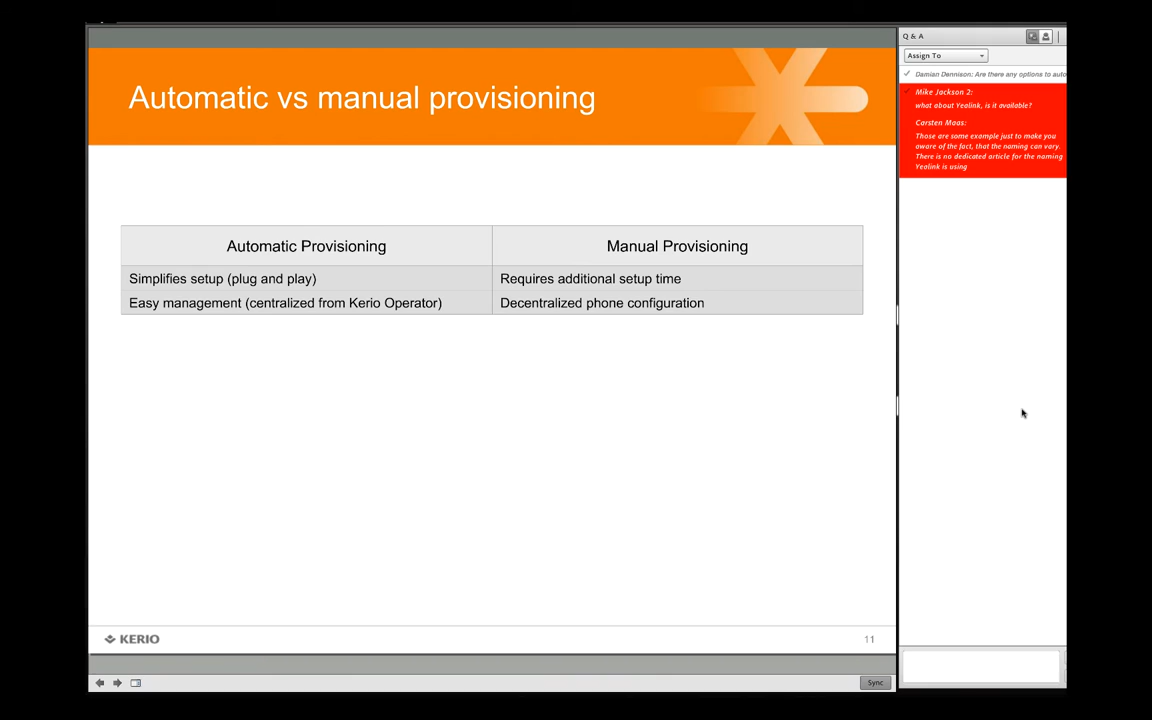 Automatic vs manual provisioning
Automatic Provisioning
Manual Provisioning
Simplifies setup (plug and play)
Requires additional setup time
Easy management (centralized from Kerio Operator)
Decentralized phone configuration
KERIO
11
Sync
Q & A
Assign To
Damian Dennison: Are there any options to auto
Mike Jackson 2:
what about Yealink, is it available?
Carsten Maas:
Those are some example just to make you
aware of the fact, that the naming can vary.
There is no dedicated article for the naming
Yealink is using